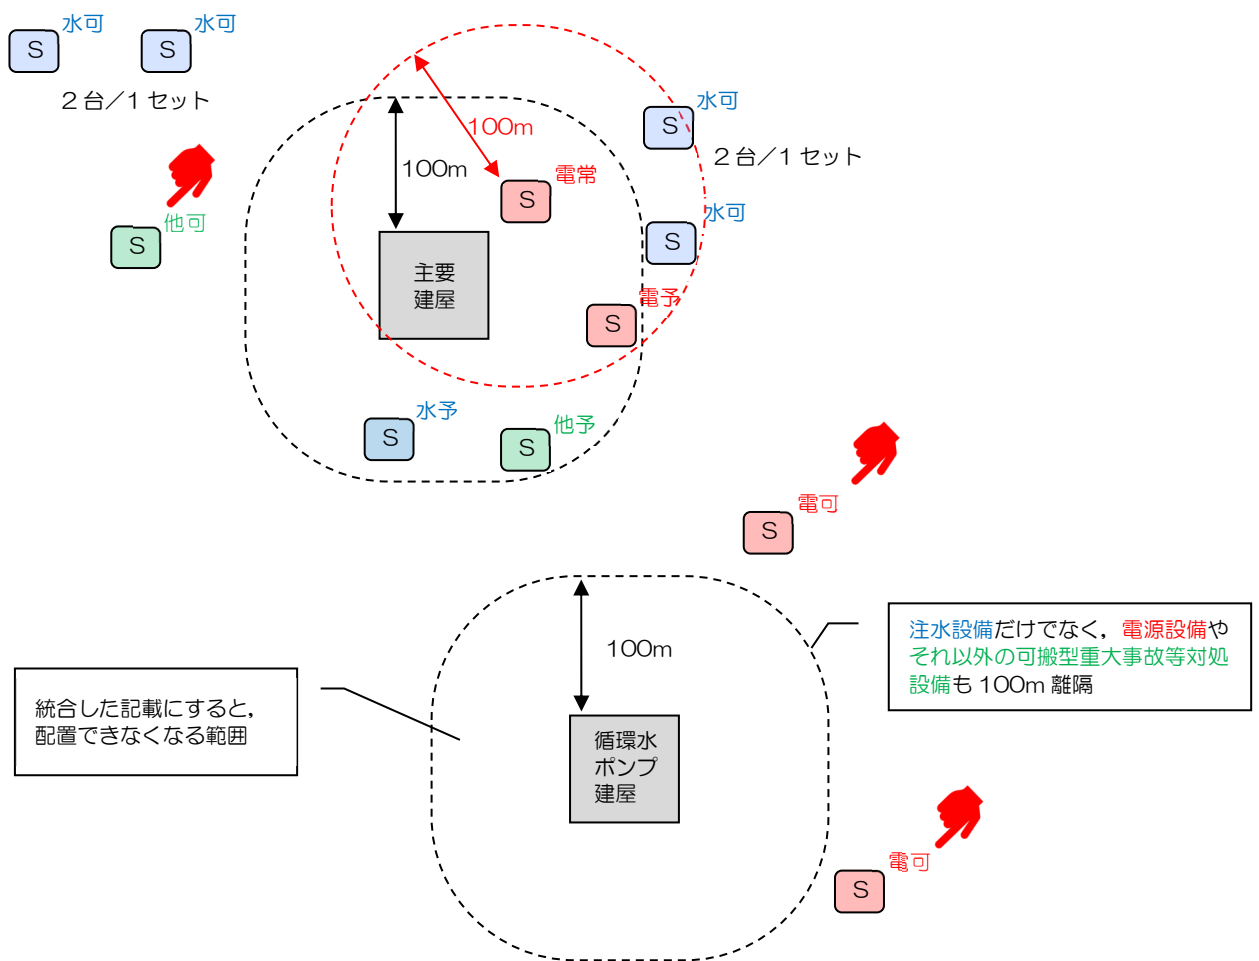 水可
水可
S
S
2台／1セット
100m
100m
水可
S
2台／1セット
電常
S
他可
S
水可
S
主要
建屋
電予
S
水予
S
他予
S
電可
S
100m
注水設備だけでなく，電源設備や
それ以外の可搬型重大事故等対処
設備も100m離隔
統合した記載にすると，
配置できなくなる範囲
循環水
ポンプ
建屋
電可
S